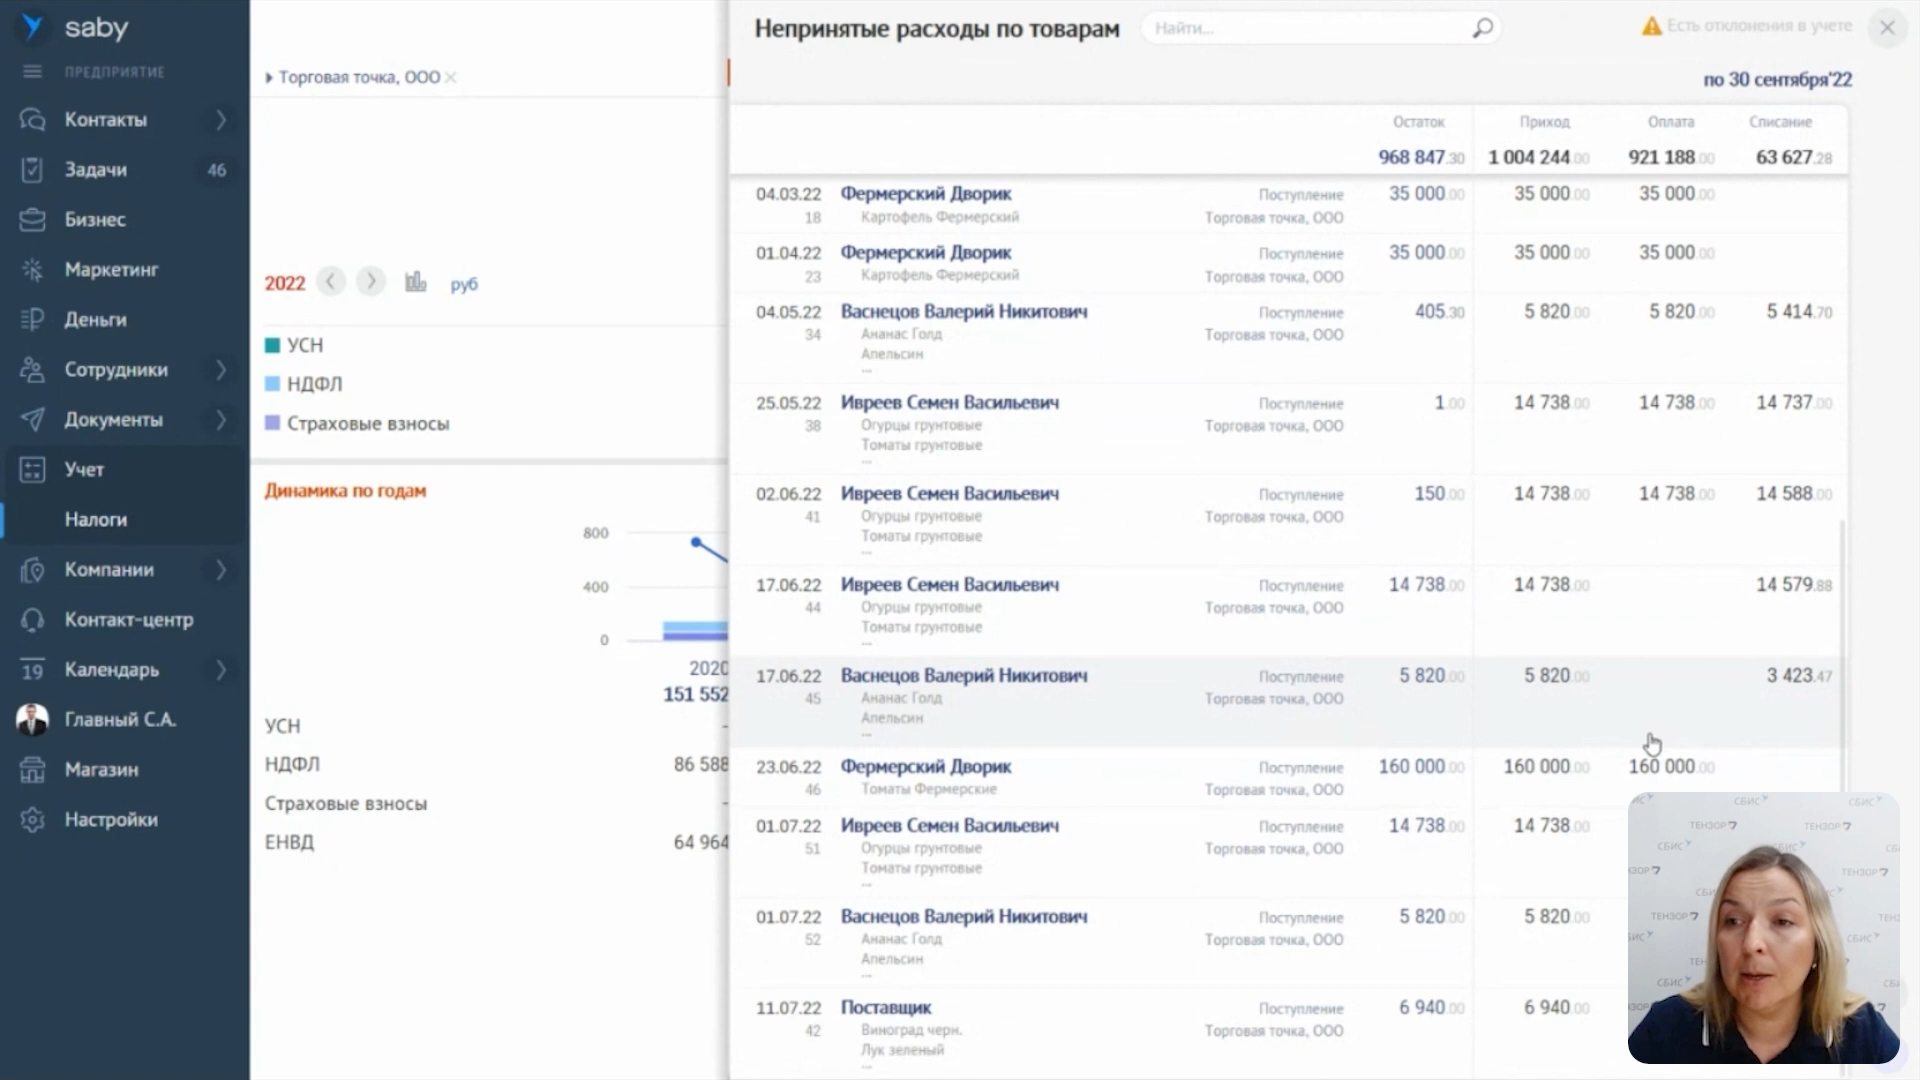 saby
ПРЕДПРИЯТИЕ
Контакты
Задачи 46
Бизнес
Маркетинг
Деньги
Сотрудники
Документы
Учет
Налоги
Компании
Контакт-центр
19 Календарь
Главный С.А.
Магазин
Настройки
Торговая точка, ООО
2022 руб
УСН
НДФЛ
Страховые взносы
Динамика по годам
800
400
0
2020
151 552
УСН -
НДФЛ 86 588
Страховые взносы -
ЕНВД 64 964
Непринятые расходы по товарам
Найти...
Есть отклонения в учете
по 30 сентября'22
Остаток Приход Оплата Списание
968 847.30 1 004 244.00 921 188.00 63 627.28
04.03.22 Фермерский Дворик Поступление 35 000.00 35 000.00 35 000.00
18 Картофель Фермерский Торговая точка, ООО
01.04.22 Фермерский Дворик Поступление 35 000.00 35 000.00 35 000.00
23 Картофель Фермерский Торговая точка, ООО
04.05.22 Васнецов Валерий Никитович Поступление 405.30 5 820.00 5 820.00 5 414.70
34 Ананас Голд Торговая точка, ООО
Апельсин
...
25.05.22 Ивреев Семен Васильевич Поступление 1.00 14 738.00 14 738.00 14 737.00
38 Огурцы грунтовые Торговая точка, ООО
Томаты грунтовые
...
02.06.22 Ивреев Семен Васильевич Поступление 150.00 14 738.00 14 738.00 14 588.00
41 Огурцы грунтовые Торговая точка, ООО
Томаты грунтовые
...
17.06.22 Ивреев Семен Васильевич Поступление 14 738.00 14 738.00 14 579.88
44 Огурцы грунтовые Торговая точка, ООО
Томаты грунтовые
...
17.06.22 Васнецов Валерий Никитович Поступление 5 820.00 5 820.00 3 423.47
45 Ананас Голд Торговая точка, ООО
Апельсин
...
23.06.22 Фермерский Дворик Поступление 160 000.00 160 000.00 160 000.00
46 Томаты Фермерские Торговая точка, ООО
01.07.22 Ивреев Семен Васильевич Поступление 14 738.00 14 738.00
51 Огурцы грунтовые Торговая точка, ООО
Томаты грунтовые
...
01.07.22 Васнецов Валерий Никитович Поступление 5 820.00 5 820.00
52 Ананас Голд Торговая точка, ООО
Апельсин
...
11.07.22 Поставщик Поступление 6 940.00 6 940.00
42 Виноград черн. Торговая точка, ООО
Лук зеленый
...
СБИС СБИС
ТЕНЗОР ТЕНЗОР
СБИС СБИС
ТЕНЗОР
ТЕНЗОР
СБИС
СБИС